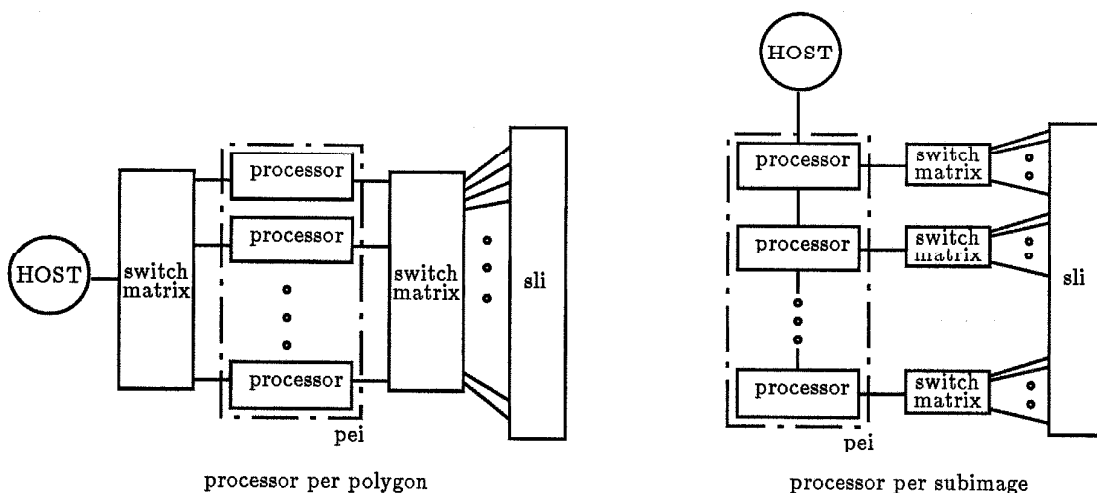 HOST
switch
matrix
processor
processor
processor
pei
switch
matrix
sli
processor per polygon
HOST
processor
processor
processor
pei
switch
matrix
switch
matrix
switch
matrix
sli
processor per subimage